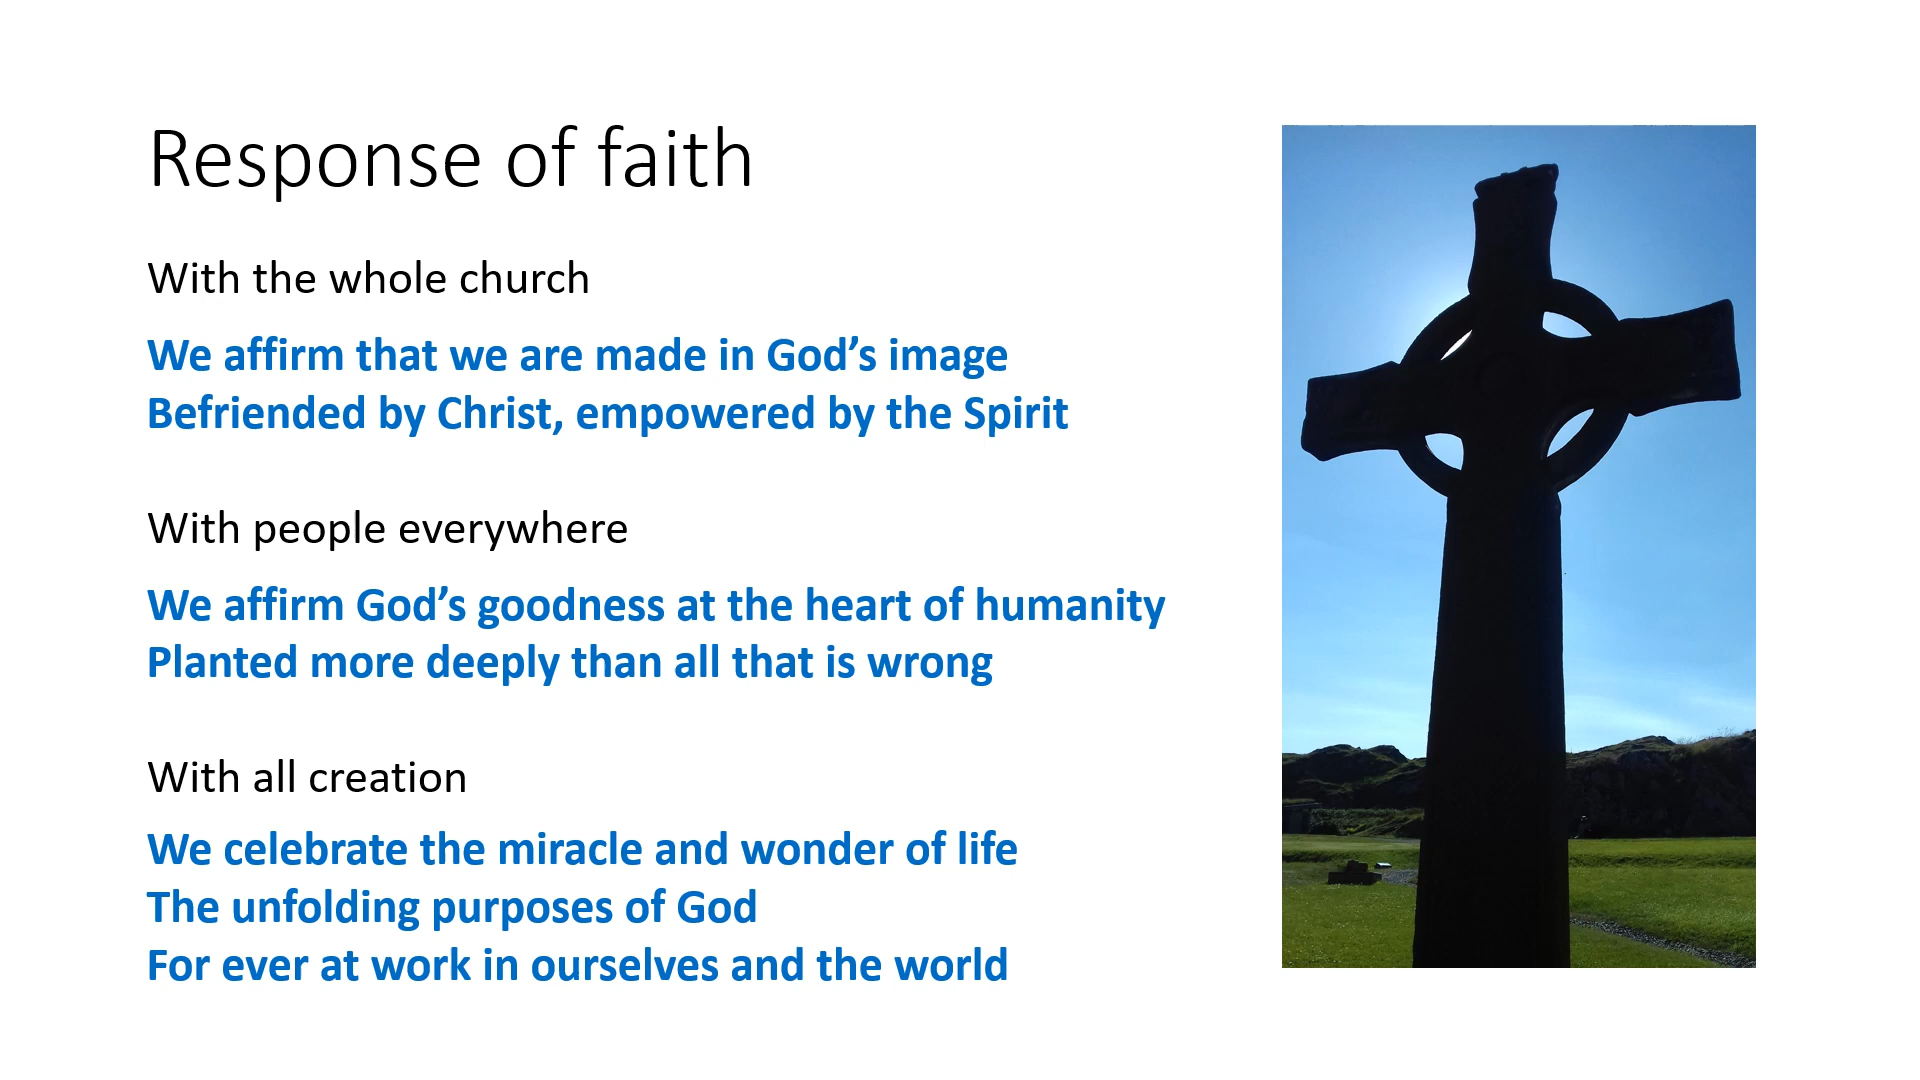 Response of faith
With the whole church
We affirm that we are made in God’s image
Befriended by Christ, empowered by the Spirit
With people everywhere
We affirm God’s goodness at the heart of humanity
Planted more deeply than all that is wrong
With all creation
We celebrate the miracle and wonder of life
The unfolding purposes of God
For ever at work in ourselves and the world